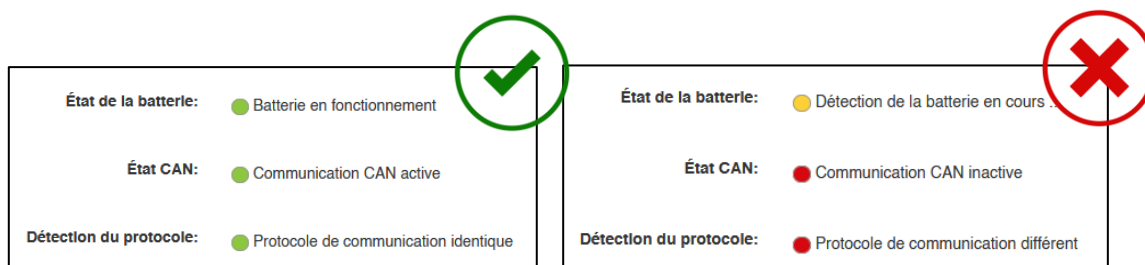 État de la batterie: Batterie en fonctionnement
État CAN: Communication CAN active
Détection du protocole: Protocole de communication identique
État de la batterie: Détection de la batterie en cours ..
État CAN: Communication CAN inactive
Détection du protocole: Protocole de communication différent